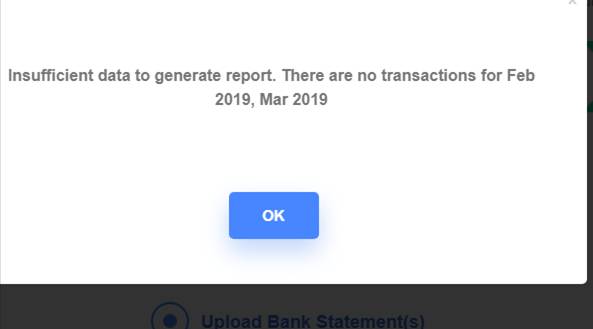 Insufficient data to generate report. There are no transactions for Feb
2019, Mar 2019
OK
Upload Bank Statement(s)